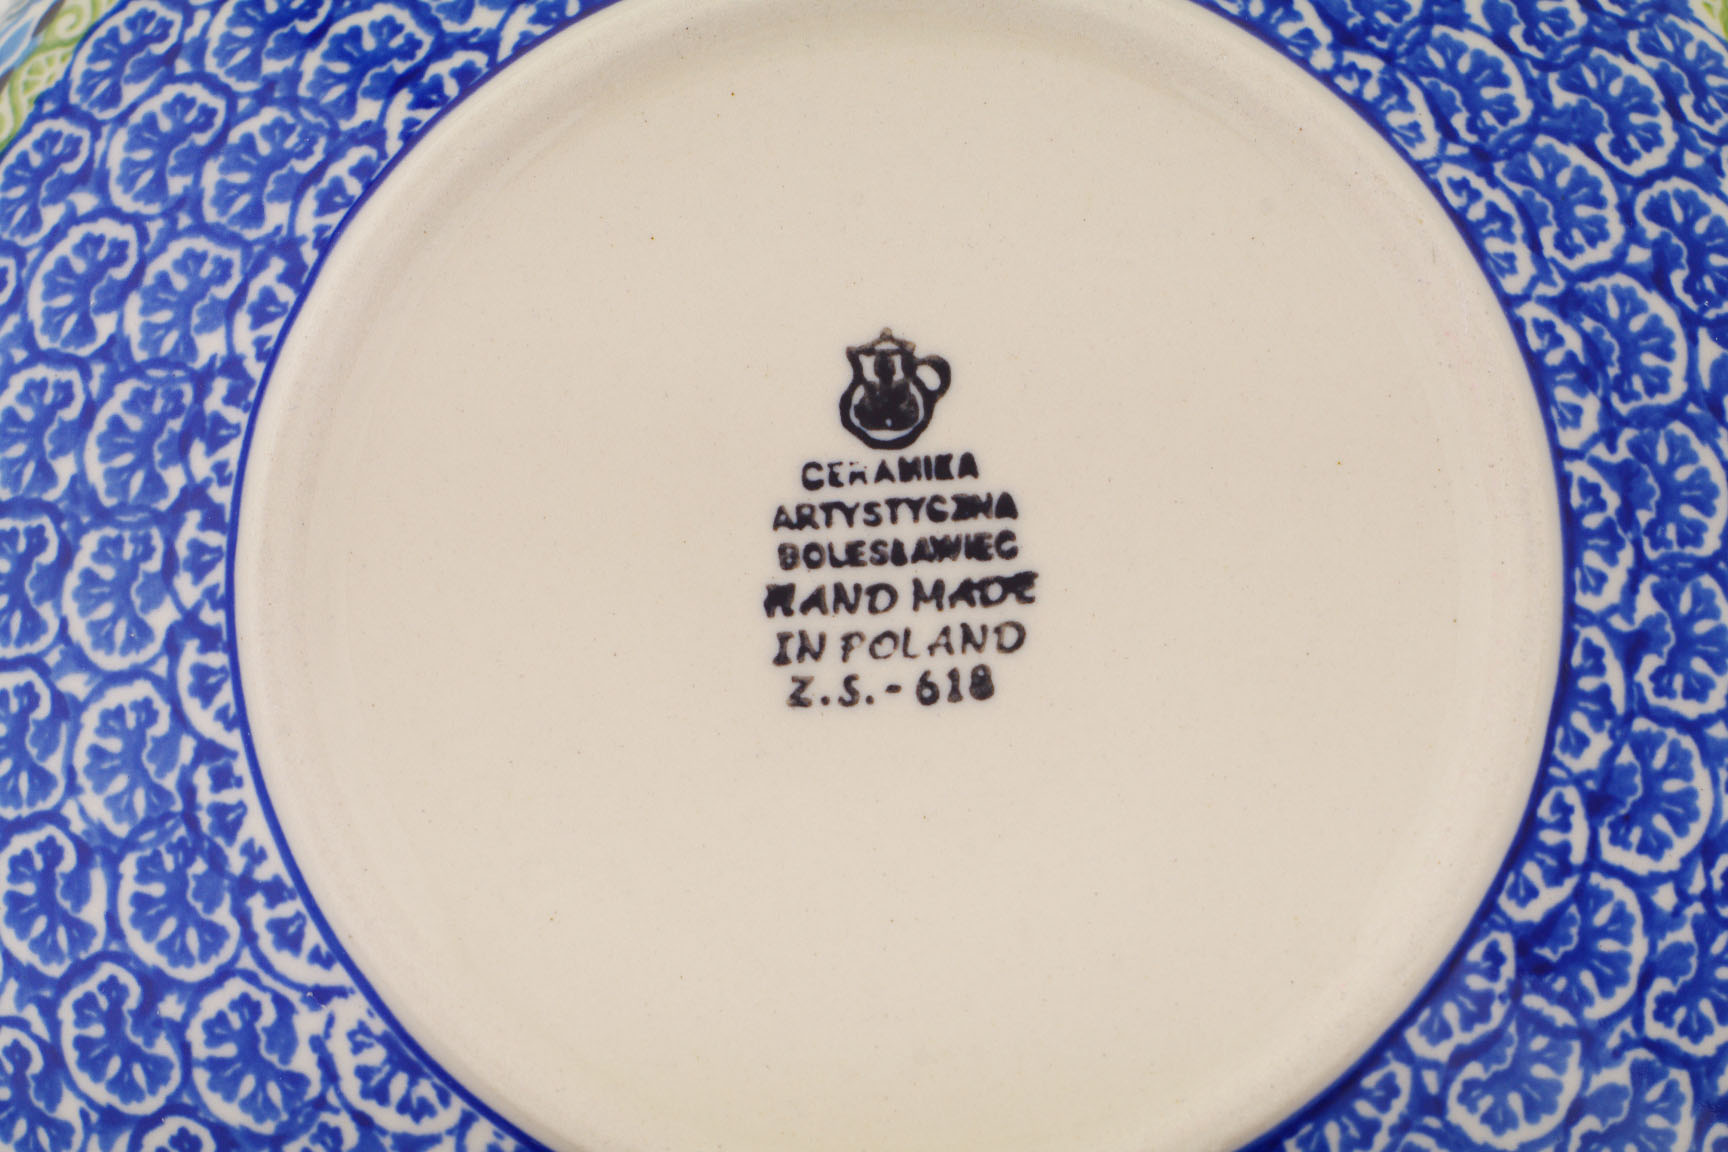 CERAMIKA
ARTYSTYCZNA
BOLESŁAWIEC
HAND MADE
IN POLAND
Z.S.-618